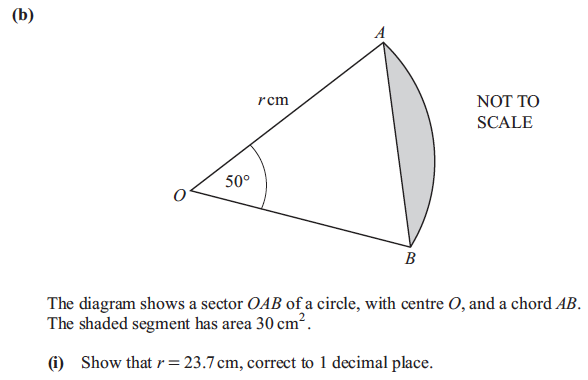 (b)
A
r cm
NOT TO
SCALE
50°
O
B
The diagram shows a sector OAB of a circle, with centre O, and a chord AB.
The shaded segment has area 30 cm².
(i) Show that r = 23.7 cm, correct to 1 decimal place.